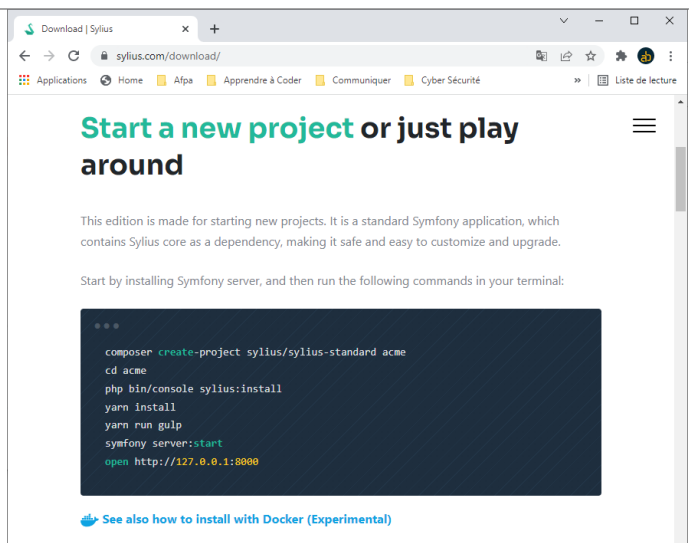 Download | Sylius
sylius.com/download/
Applications Home Afpa Apprendre à Coder Communiquer Cyber Sécurité » Liste de lecture
Start a new project or just play
around
This edition is made for starting new projects. It is a standard Symfony application, which
contains Sylius core as a dependency, making it safe and easy to customize and upgrade.
Start by installing Symfony server, and then run the following commands in your terminal:
composer create-project sylius/sylius-standard acme
cd acme
php bin/console sylius:install
yarn install
yarn run gulp
symfony server:start
open http://127.0.0.1:8000
See also how to install with Docker (Experimental)